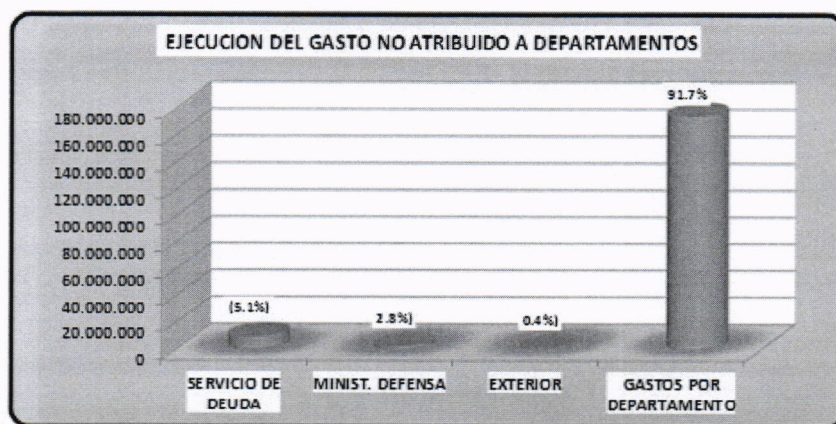 EJECUCION DEL GASTO NO ATRIBUIDO A DEPARTAMENTOS
91.7%
180.000.000
160.000.000
140.000.000
120.000.000
100.000.000
80.000.000
60.000.000
40.000.000
20.000.000
0
(5.1%)
2.8%)
0.4%)
SERVICIO DE
DEUDA
MINIST. DEFENSA
EXTERIOR
GASTOS POR
DEPARTAMENTO